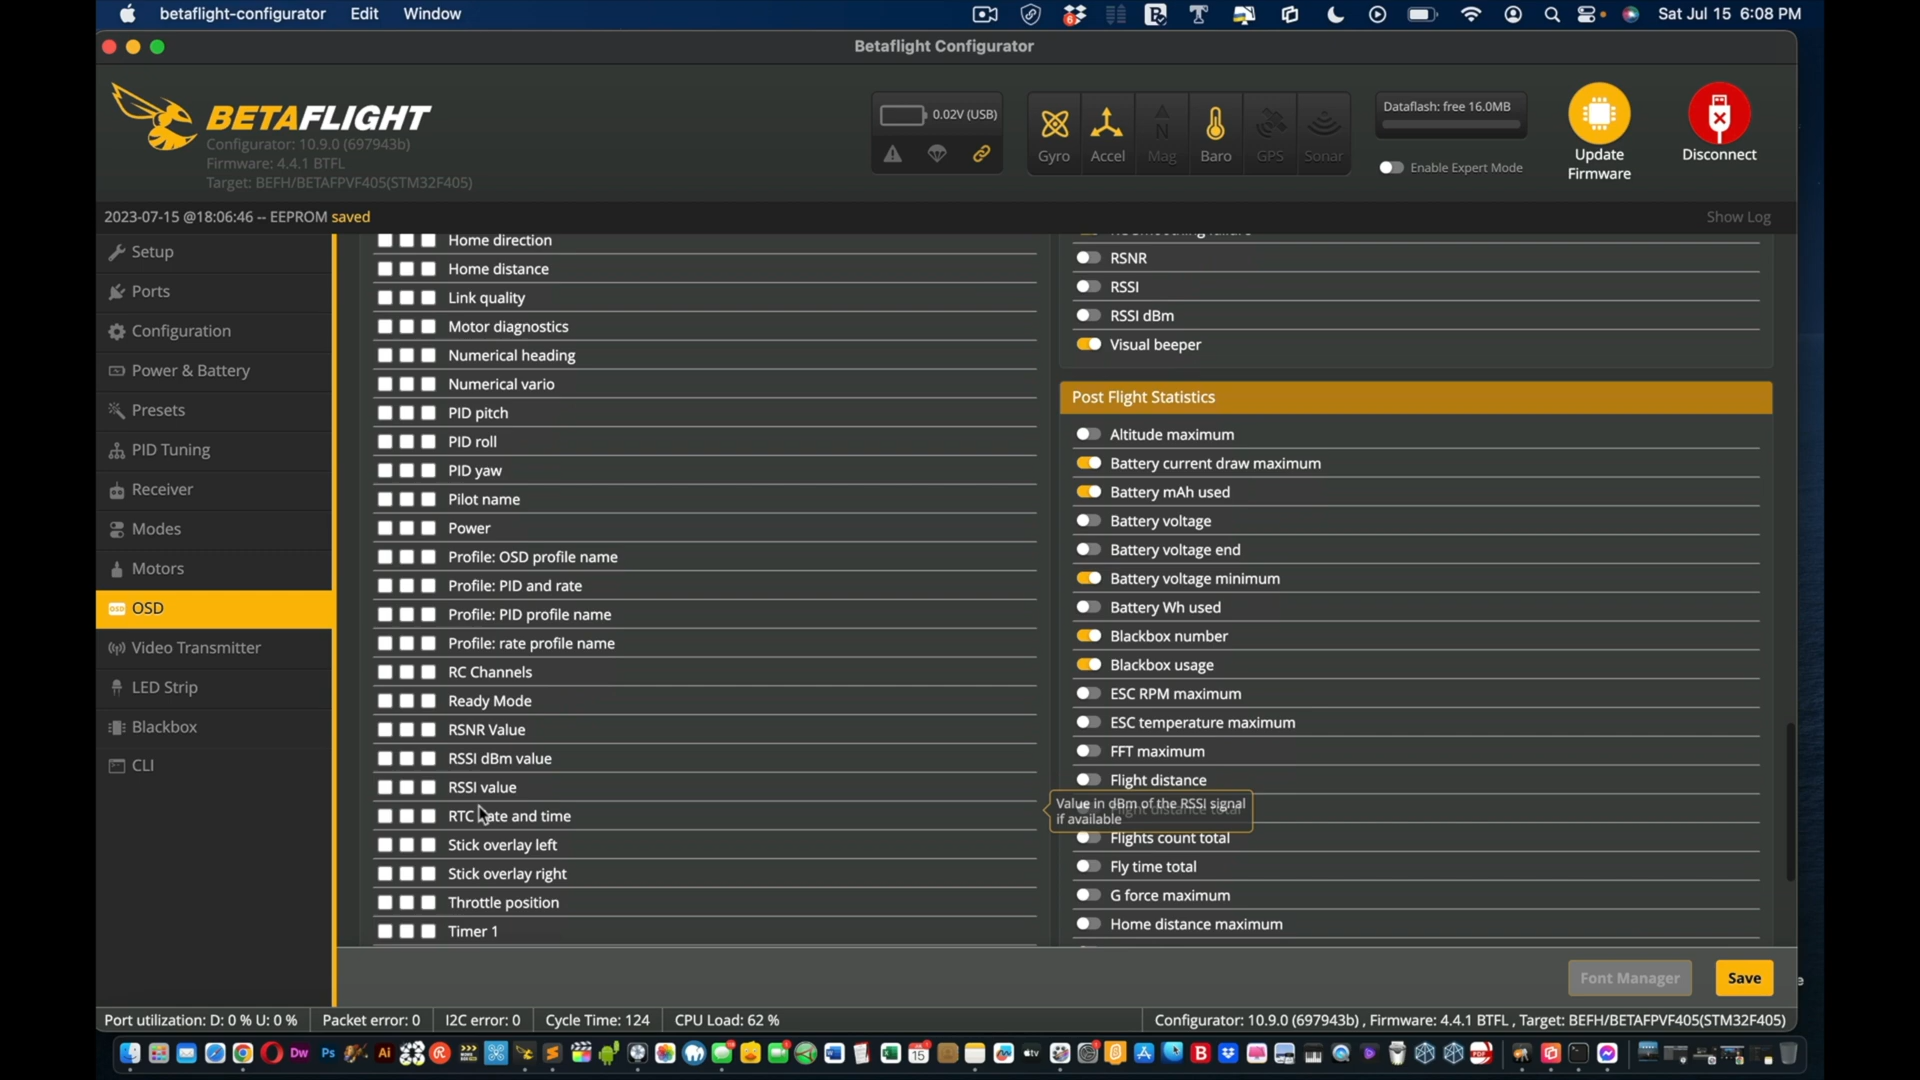 betaflight-configurator Edit Window
Sat Jul 15 6:08 PM
Betaflight Configurator
BETAFLIGHT
Configurator: 10.9.0 (697943b)
Firmware: 4.4.1 BTFL
Target: BEFH/BETAFPVF405(STM32F405)
0.02V (USB)
Gyro
Accel
Mag
Baro
GPS
Sonar
Dataflash: free 16.0MB
Enable Expert Mode
Update
Firmware
Disconnect
2023-07-15 @18:06:46 -- EEPROM saved
Show Log
Setup
Ports
Configuration
Power & Battery
Presets
PID Tuning
Receiver
Modes
Motors
OSD
Video Transmitter
LED Strip
Blackbox
CLI
Home direction
Home distance
Link quality
Motor diagnostics
Numerical heading
Numerical vario
PID pitch
PID roll
PID yaw
Pilot name
Power
Profile: OSD profile name
Profile: PID and rate
Profile: PID profile name
Profile: rate profile name
RC Channels
Ready Mode
RSNR Value
RSSI dBm value
RSSI value
RTC date and time
Stick overlay left
Stick overlay right
Throttle position
Timer 1
RSNR
RSSI
RSSI dBm
Visual beeper
Post Flight Statistics
Altitude maximum
Battery current draw maximum
Battery mAh used
Battery voltage
Battery voltage end
Battery voltage minimum
Battery Wh used
Blackbox number
Blackbox usage
ESC RPM maximum
ESC temperature maximum
FFT maximum
Flight distance
Value in dBm of the RSSI signal
if available
Flight distance total
Flights count total
Fly time total
G force maximum
Home distance maximum
Font Manager
Save
Port utilization: D: 0 % U: 0 %
Packet error: 0
I2C error: 0
Cycle Time: 124
CPU Load: 62 %
Configurator: 10.9.0 (697943b) , Firmware: 4.4.1 BTFL , Target: BEFH/BETAFPVF405(STM32F405)